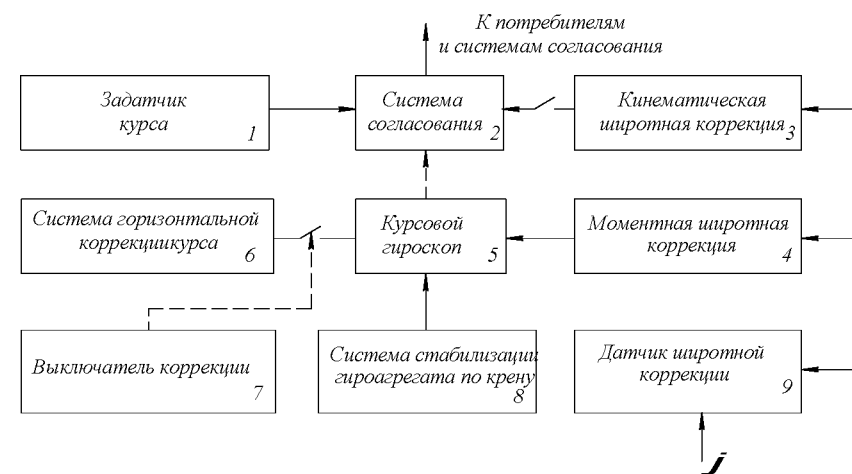 К потребителям
и системам согласования
Задатчик
курса
1
Система
согласования
2
Кинематическая
широтная коррекция
3
Система горизонтальной
коррекциикурса
6
Курсовой
гироскоп
5
Моментная широтная
коррекция
4
Выключатель коррекции
7
Система стабилизации
гироагрегата по крену
8
Датчик широтной
коррекции
9
j